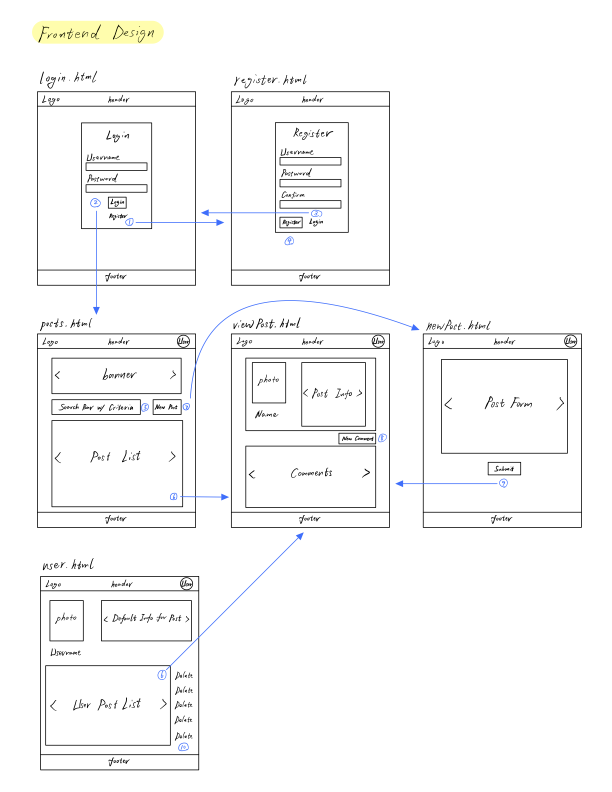 Frontend Design
login.html
Logo header
Login
Username
Password
② Login
Register ①
footer
register.html
Logo header
Register
Username
Password
Confirm
②
Register Login
④
footer
posts.html
Logo header User
< banner >
Search Bar w/ Criteria ⑤ New Post ③
< Post List >
⑥
footer
viewPost.html
Logo header User
photo
< Post Info >
Name
New Comment ⑧
< Comments >
footer
newPost.html
Logo header User
< Post Form >
Submit
⑦
footer
user.html
Logo header User
photo
< Default Info for Post >
Username
⑥
< User Post List >
Delete
Delete
Delete
Delete
Delete
⑩
footer